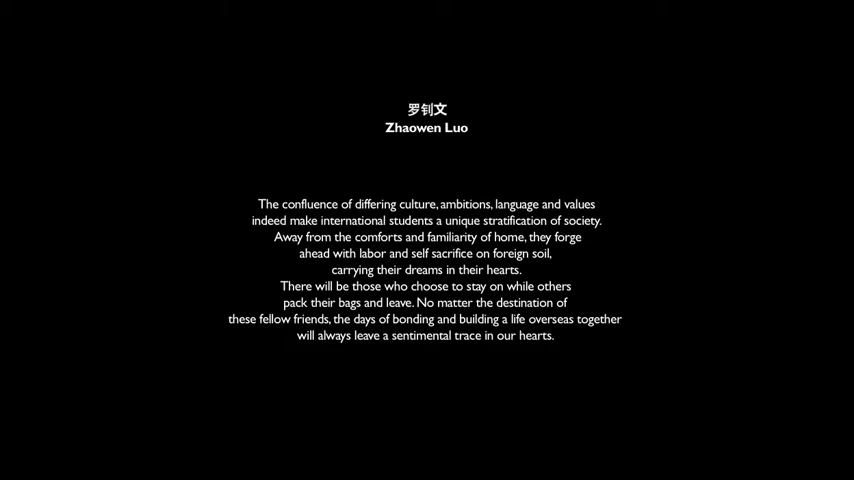 罗钊文
Zhaowen Luo
The confluence of differing culture, ambitions, language and values
indeed make international students a unique stratification of society.
Away from the comforts and familiarity of home, they forge
ahead with labor and self sacrifice on foreign soil,
carrying their dreams in their hearts.
There will be those who choose to stay on while others
pack their bags and leave. No matter the destination of
these fellow friends, the days of bonding and building a life overseas together
will always leave a sentimental trace in our hearts.